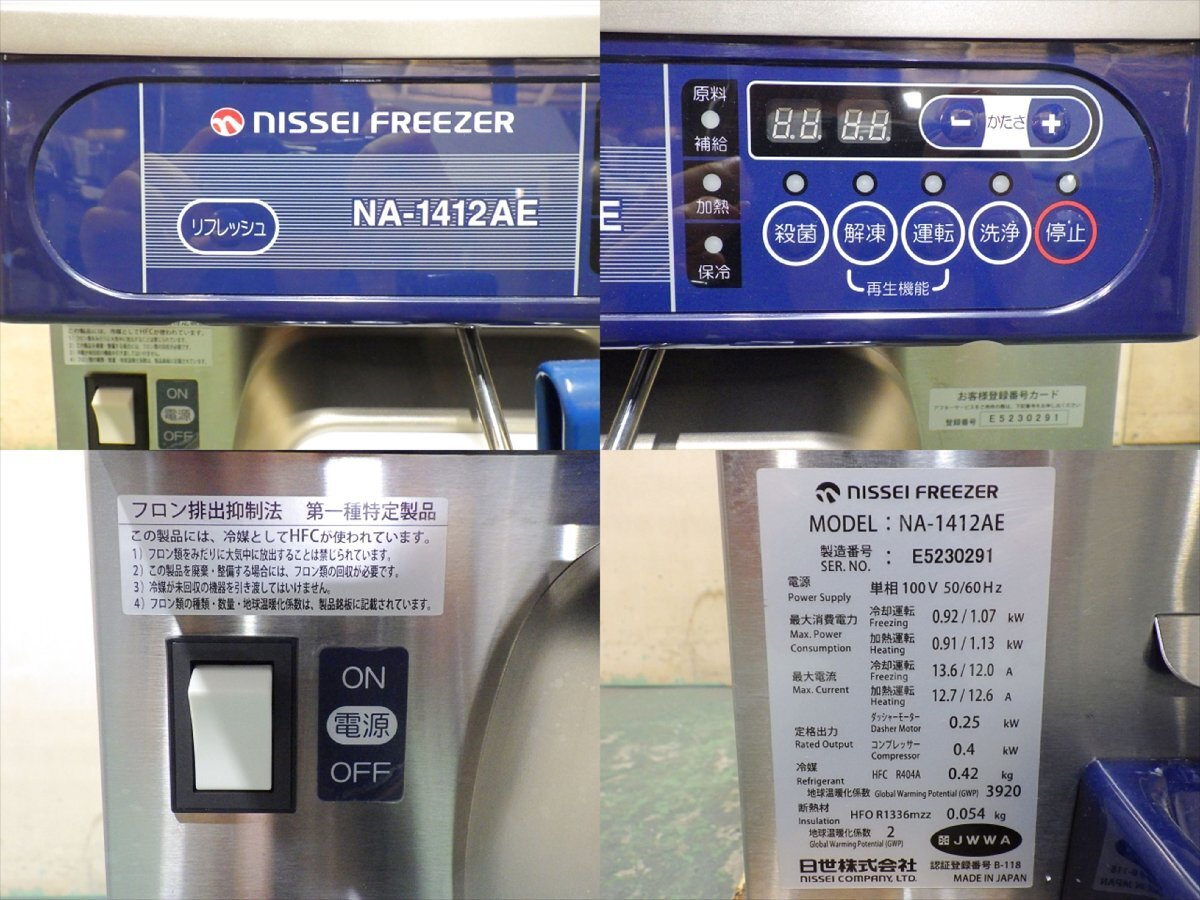 NISSEI FREEZER
リフレッシュ
NA-1412AE
ON
電源
OFF
E
原料
補給
加熱
保冷
88 88
− かたさ +
殺菌
解凍
運転
洗浄
停止
再生機能
お客様登録番号カード
登録番号 E5230291
フロン排出抑制法 第一種特定製品
この製品には、冷媒としてHFCが使われています。
1）フロン類をみだりに大気中に放出することは禁じられています。
2）この製品を廃棄・整備する場合には、フロン類の回収が必要です。
3）冷媒が未回収の機器を引き渡してはいけません。
4）フロン類の種類・数量・地球温暖化係数は、製品銘板に記載されています。
ON
電源
OFF
NISSEI FREEZER
MODEL : NA-1412AE
製造番号
SER. NO. : E5230291
電源
Power Supply 単相 100 V 50/60 Hz
最大消費電力
Max. Power
Consumption
冷却運転
Freezing 0.92 / 1.07 kW
加熱運転
Heating 0.91 / 1.13 kW
最大電流
Max. Current
冷却運転
Freezing 13.6 / 12.0 A
加熱運転
Heating 12.7 / 12.6 A
定格出力
Rated Output
ダッシャーモーター
Dasher Motor 0.25 kW
コンプレッサー
Compressor 0.4 kW
冷媒
Refrigerant HFC R404A 0.42 kg
地球温暖化係数 Global Warming Potential (GWP) 3920
断熱材
Insulation HFO R1336mzz 0.054 kg
地球温暖化係数 2
Global Warming Potential (GWP)
JWWA
日世株式会社 認証登録番号 B-118
NISSEI COMPANY, LTD. MADE IN JAPAN